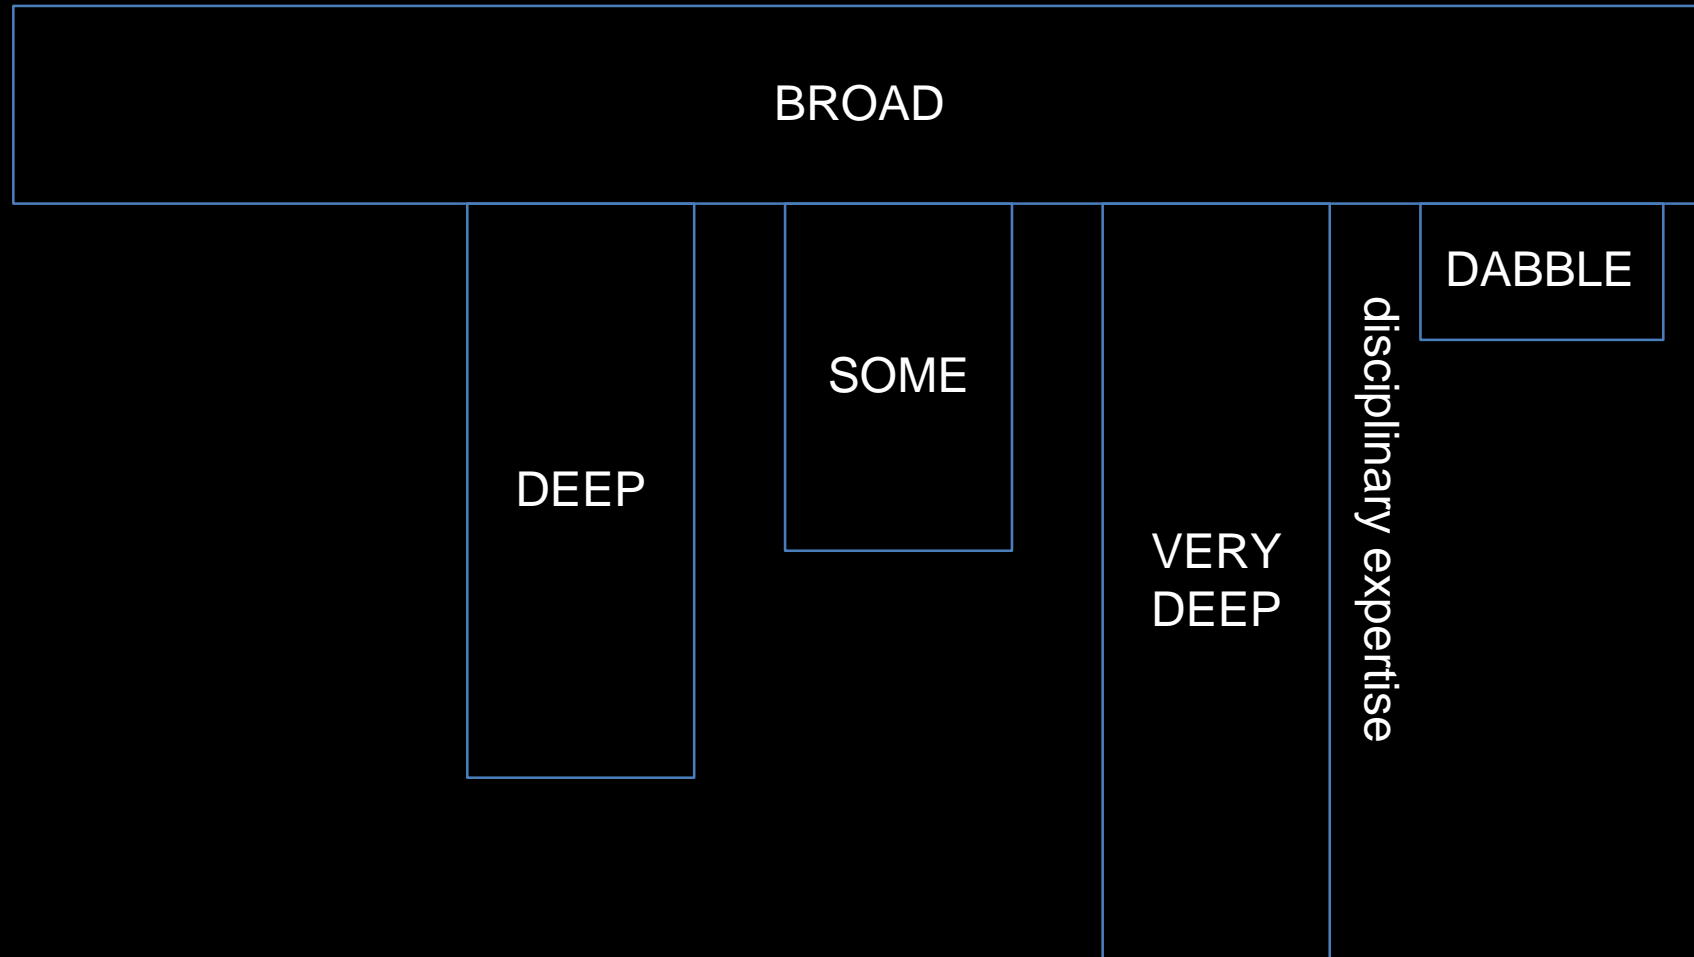 BROAD
DEEP
SOME
VERY
DEEP
disciplinary expertise
DABBLE